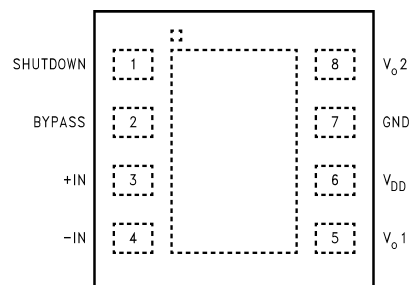 SHUTDOWN 1 8 Vo2
BYPASS 2 7 GND
+IN 3 6 VDD
-IN 4 5 Vo1